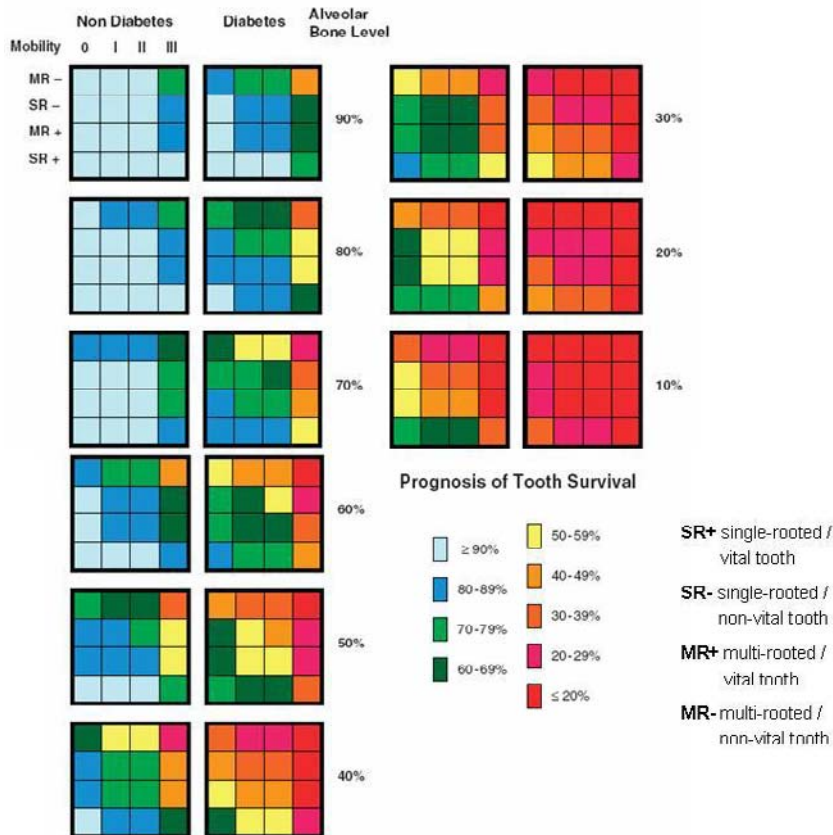 Non Diabetes Diabetes Alveolar
Bone Level
Mobility 0 I II III
MR –
SR –
MR +
SR +
90%
80%
70%
60%
50%
40%
30%
20%
10%
Prognosis of Tooth Survival
≥ 90%
80-89%
70-79%
60-69%
50-59%
40-49%
30-39%
20-29%
≤ 20%
SR+ single-rooted /
vital tooth
SR- single-rooted /
non-vital tooth
MR+ multi-rooted /
vital tooth
MR- multi-rooted /
non-vital tooth